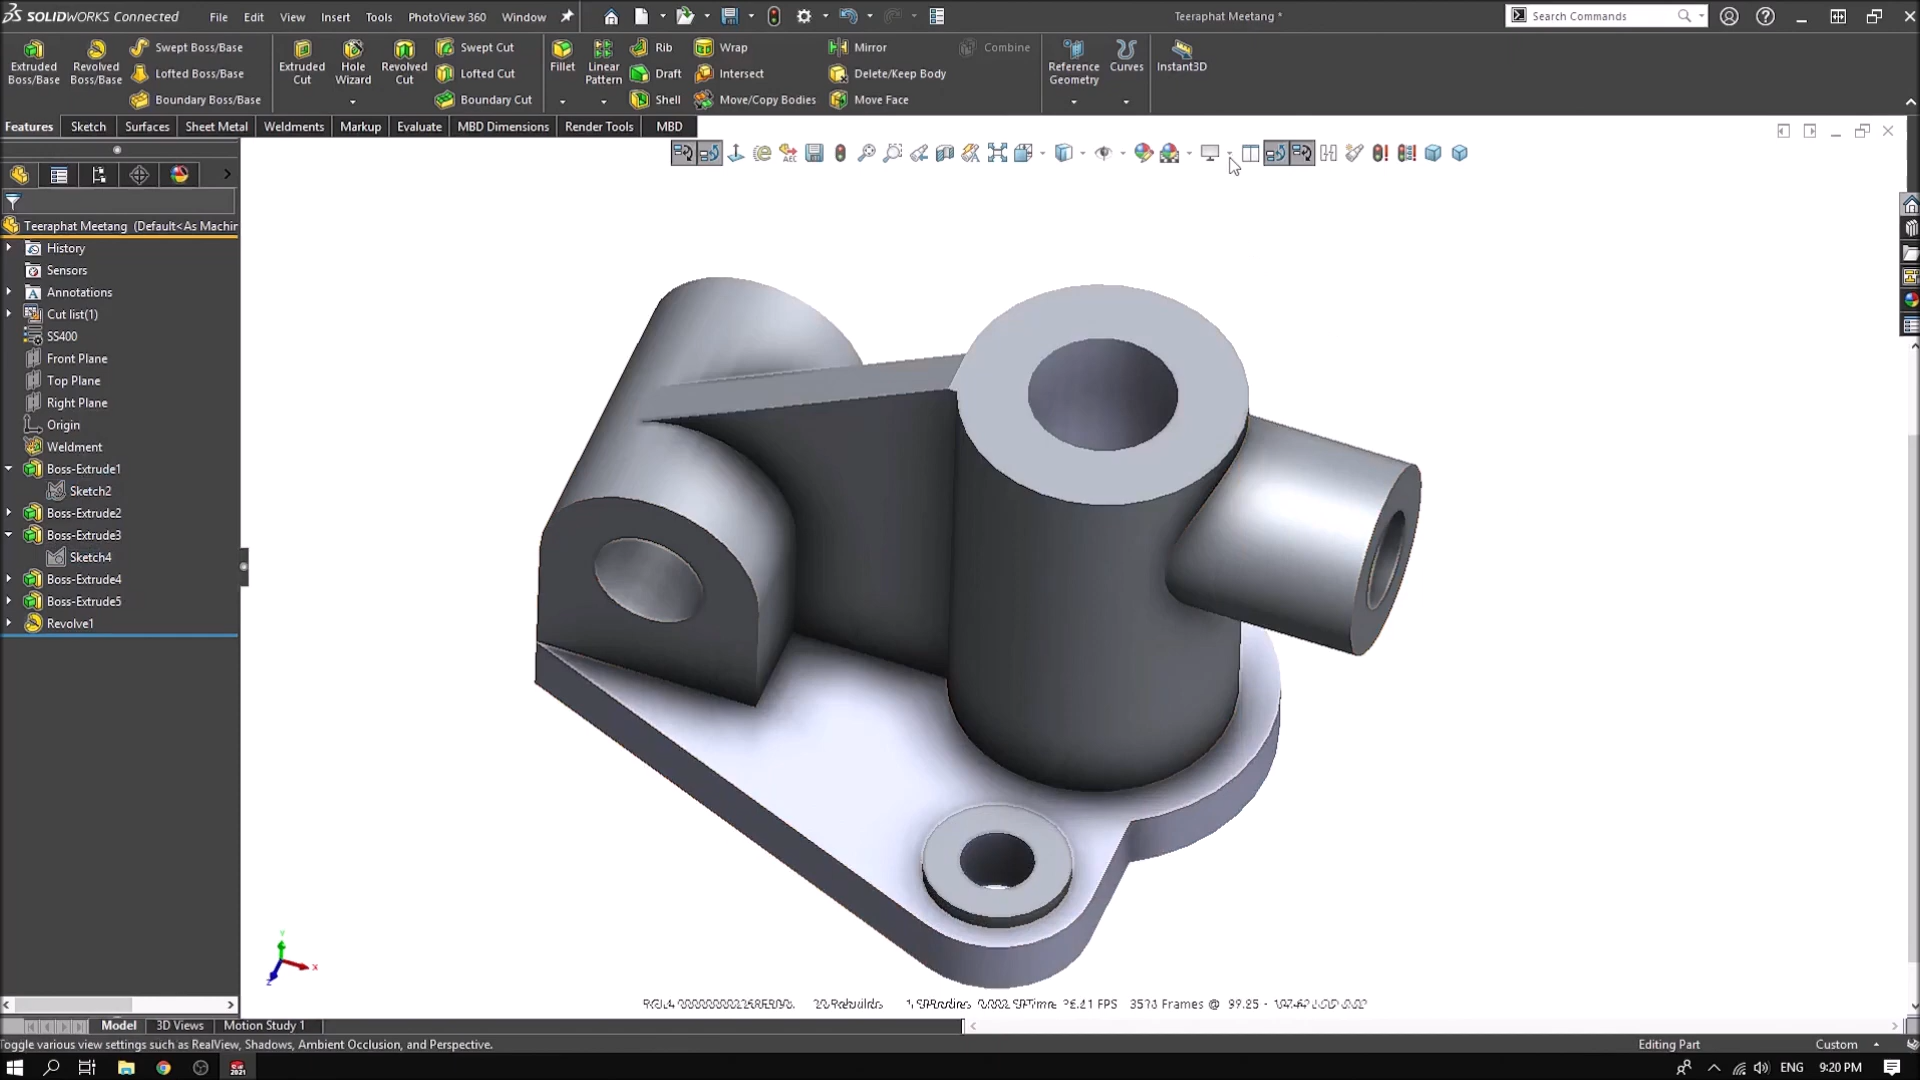 SOLIDWORKS Connected File Edit View Insert Tools PhotoView 360 Window Teeraphat Meetang * Search Commands
Extruded Boss/Base Revolved Boss/Base Swept Boss/Base Lofted Boss/Base Boundary Boss/Base Extruded Cut Hole Wizard Revolved Cut Swept Cut Lofted Cut Boundary Cut Fillet Linear Pattern Rib Draft Shell Wrap Intersect Move/Copy Bodies Mirror Delete/Keep Body Move Face Combine Reference Geometry Curves Instant3D
Features Sketch Surfaces Sheet Metal Weldments Markup Evaluate MBD Dimensions Render Tools MBD
Teeraphat Meetang (Default<As Machin
History
Sensors
Annotations
Cut list(1)
SS400
Front Plane
Top Plane
Right Plane
Origin
Weldment
Boss-Extrude1
Sketch2
Boss-Extrude2
Boss-Extrude3
Sketch4
Boss-Extrude4
Boss-Extrude5
Revolve1
Y
X
Z
FPS 3573 Frames @
Model 3D Views Motion Study 1
Toggle various view settings such as RealView, Shadows, Ambient Occlusion, and Perspective. Editing Part Custom
2021 ENG 9:20 PM